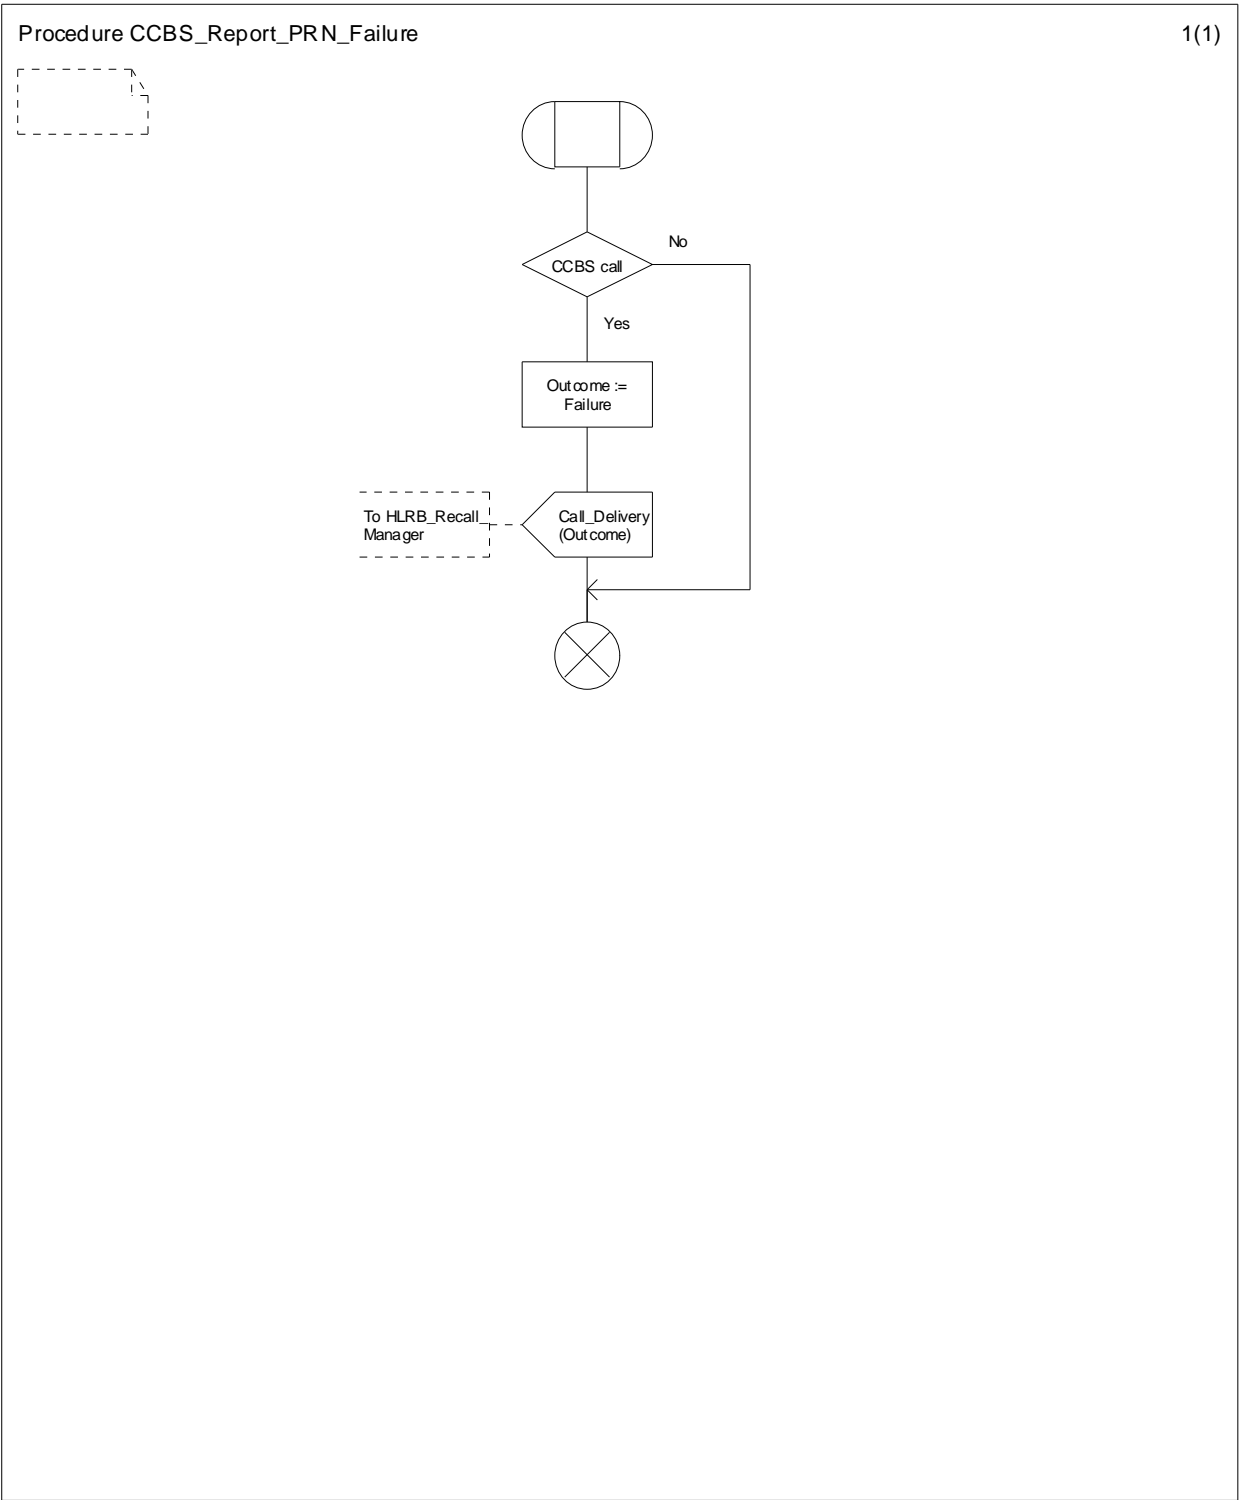 Procedure CCBS_Report_PRN_Failure
1(1)
No
CCBS call
Yes
Outcome :=
Failure
To HLRB_Recall_
Manager
Call_Delivery
(Outcome)